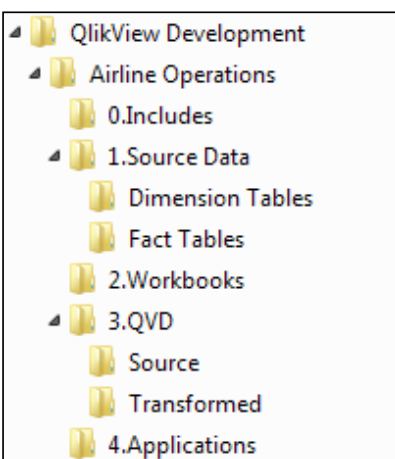 QlikView Development
Airline Operations
0.Includes
1.Source Data
Dimension Tables
Fact Tables
2.Workbooks
3.QVD
Source
Transformed
4.Applications